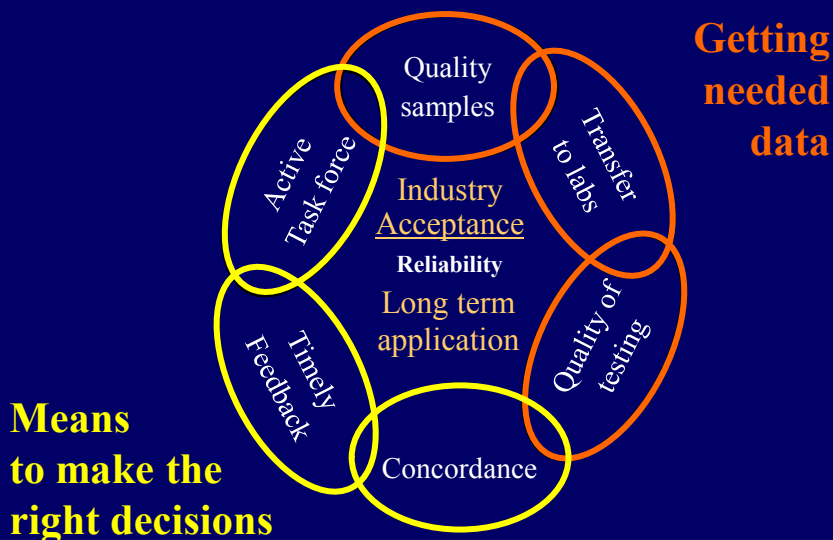 Getting
needed
data
Quality
samples
Transfer
to labs
Quality of
testing
Concordance
Timely
Feedback
Active
Task force
Industry
Acceptance
Reliability
Long term
application
Means
to make the
right decisions